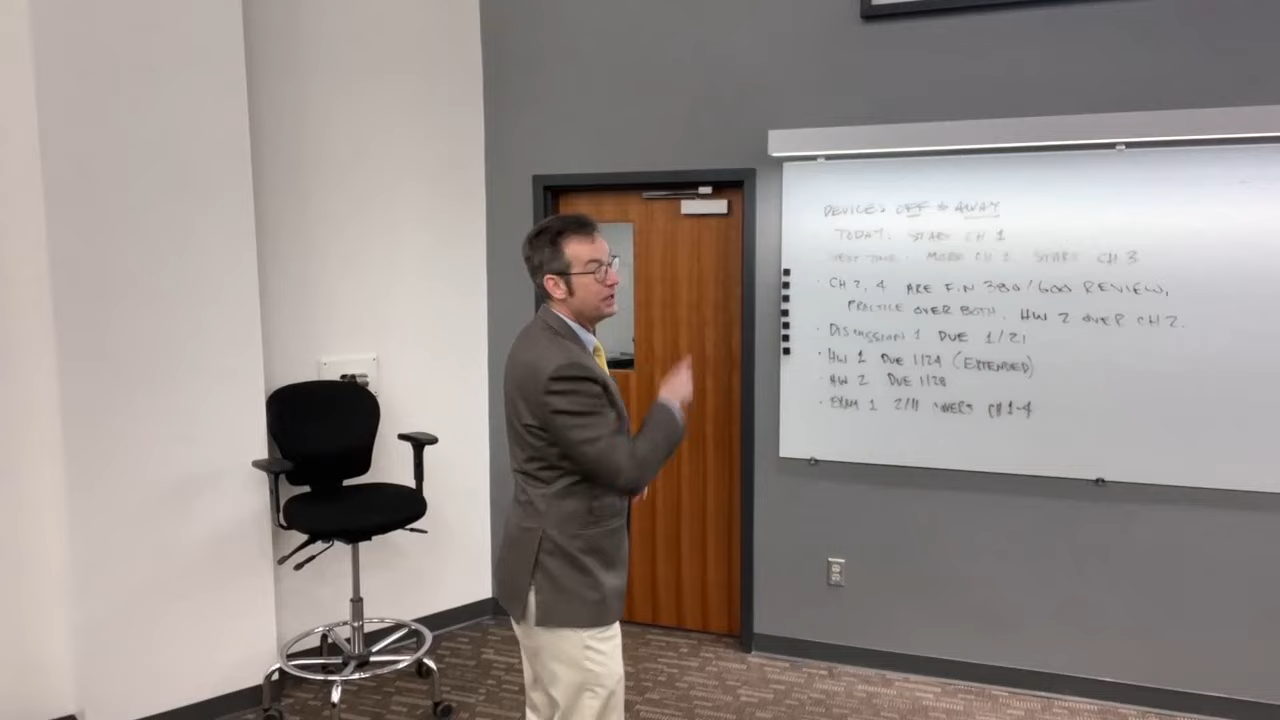 DEVICES OFF & AWAY
TODAY: START CH 1
NEXT TIME: MORE CH 1 START CH 3
• CH 2, 4 ARE FIN 380/600 REVIEW,
PRACTICE OVER BOTH. HW 2 OVER CH 2.
• DISCUSSION 1 DUE 1/21
• HW 1 DUE 1/24 (EXTENDED)
• HW 2 DUE 1/28
• EXAM 1 2/11 COVERS CH 1-4